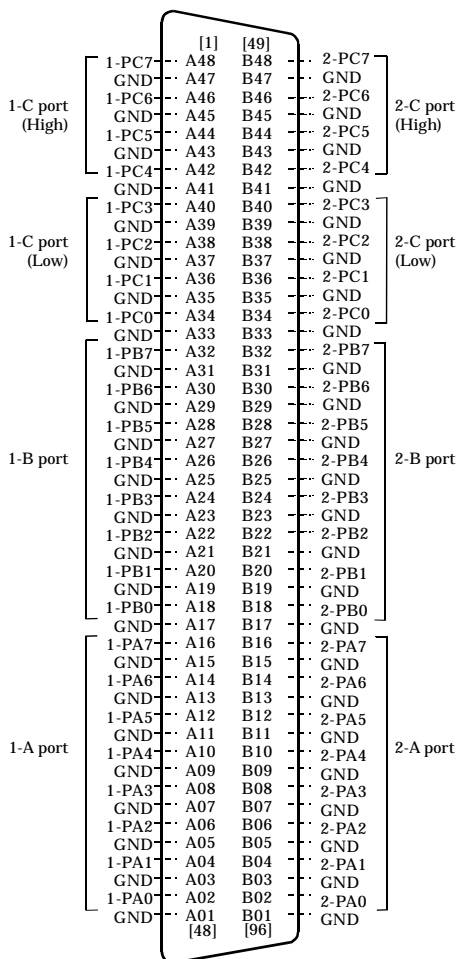 [1] [49]
1-PC7 A48 B48 2-PC7
GND A47 B47 GND
1-C port (High) 1-PC6 A46 B46 2-PC6 2-C port (High)
GND A45 B45 GND
1-PC5 A44 B44 2-PC5
GND A43 B43 GND
1-PC4 A42 B42 2-PC4
GND A41 B41 GND
1-PC3 A40 B40 2-PC3
GND A39 B39 GND
1-C port (Low) 1-PC2 A38 B38 2-PC2 2-C port (Low)
GND A37 B37 GND
1-PC1 A36 B36 2-PC1
GND A35 B35 GND
1-PC0 A34 B34 2-PC0
GND A33 B33 GND
1-PB7 A32 B32 2-PB7
GND A31 B31 GND
1-PB6 A30 B30 2-PB6
GND A29 B29 GND
1-PB5 A28 B28 2-PB5
GND A27 B27 GND
1-B port 1-PB4 A26 B26 2-PB4 2-B port
GND A25 B25 GND
1-PB3 A24 B24 2-PB3
GND A23 B23 GND
1-PB2 A22 B22 2-PB2
GND A21 B21 GND
1-PB1 A20 B20 2-PB1
GND A19 B19 GND
1-PB0 A18 B18 2-PB0
GND A17 B17 GND
1-PA7 A16 B16 2-PA7
GND A15 B15 GND
1-PA6 A14 B14 2-PA6
GND A13 B13 GND
1-PA5 A12 B12 2-PA5
GND A11 B11 GND
1-A port 1-PA4 A10 B10 2-PA4 2-A port
GND A09 B09 GND
1-PA3 A08 B08 2-PA3
GND A07 B07 GND
1-PA2 A06 B06 2-PA2
GND A05 B05 GND
1-PA1 A04 B04 2-PA1
GND A03 B03 GND
1-PA0 A02 B02 2-PA0
GND A01 B01 GND
[48] [96]